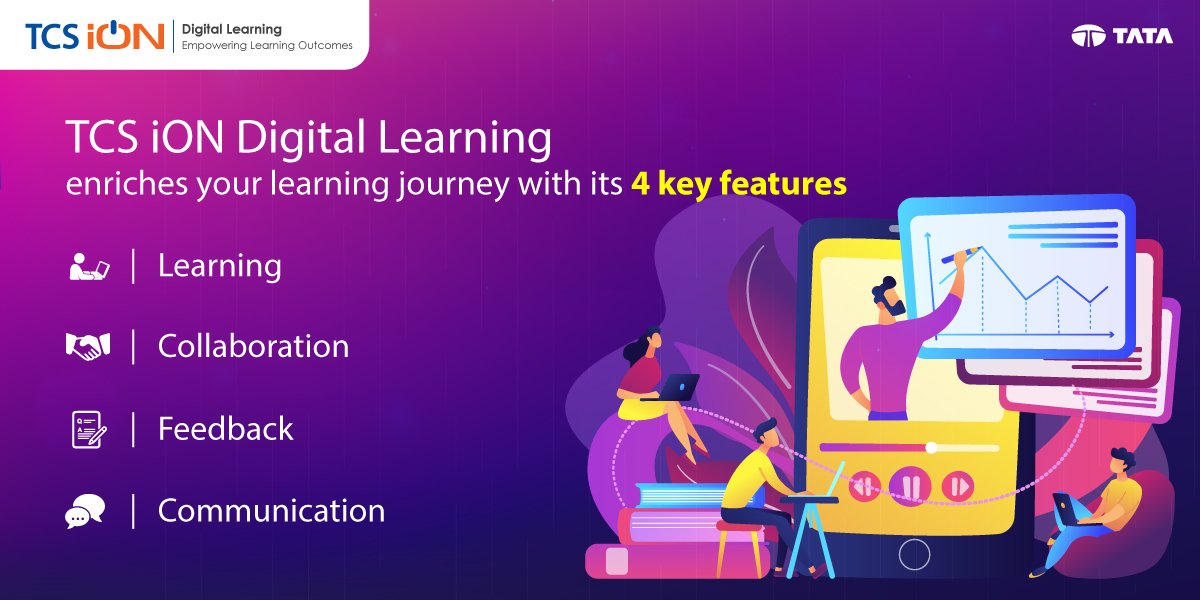 TCS iON
Digital Learning
Empowering Learning Outcomes
TATA
TCS iON Digital Learning
enriches your learning journey with its 4 key features
Learning
Collaboration
Q
A
Feedback
Communication